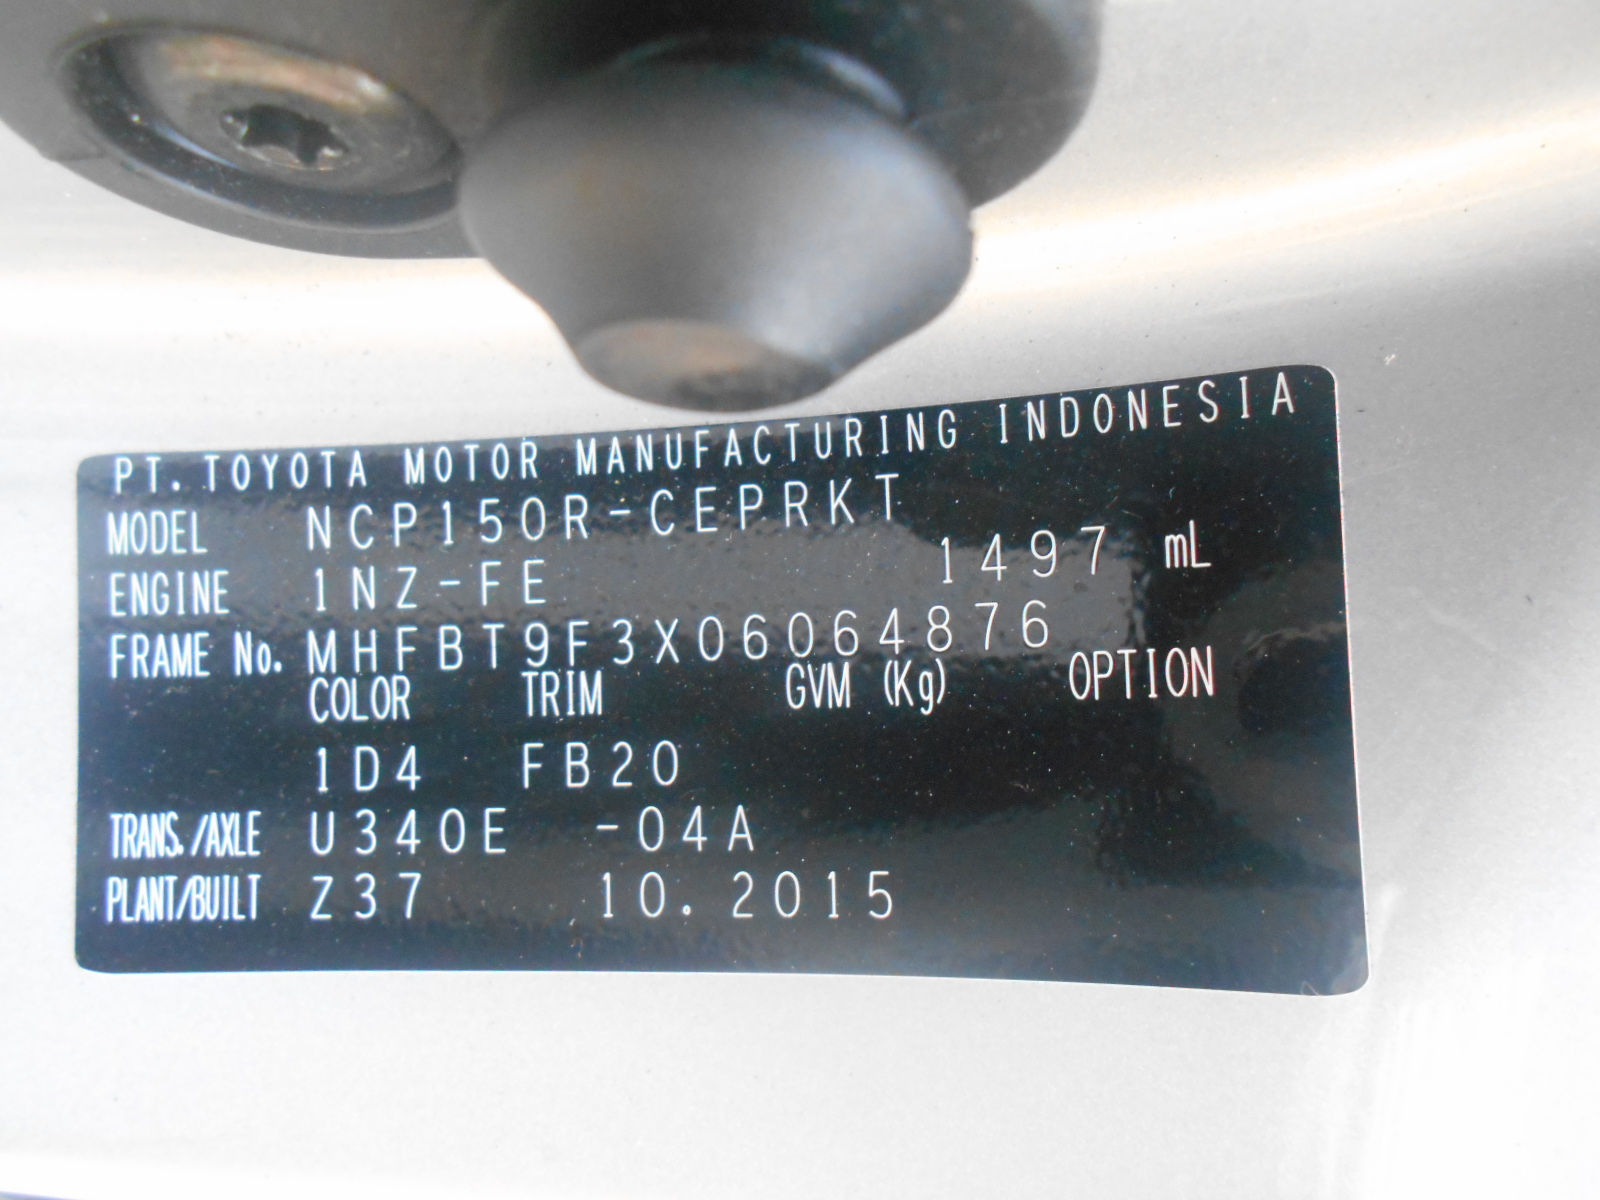 PT. TOYOTA MOTOR MANUFACTURING INDONESIA
MODEL NCP150R-CEPRKT
ENGINE 1NZ-FE 1497 mL
FRAME No. MHFBT9F3X06064876
COLOR TRIM GVM (Kg) OPTION
1D4 FB20
TRANS./AXLE U340E -04A
PLANT/BUILT Z37 10.2015